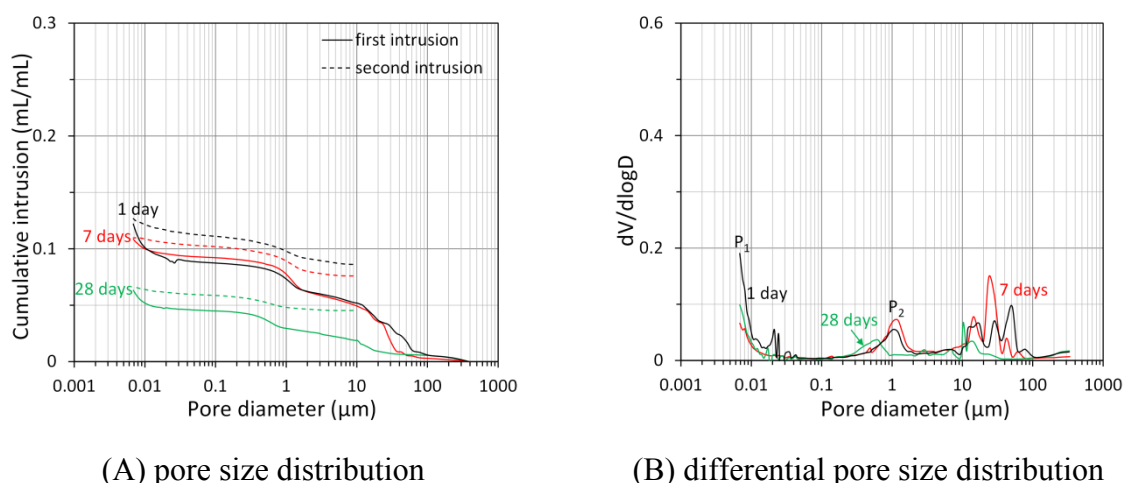 0.3
0.2
0.1
0
Cumulative intrusion (mL/mL)
first intrusion
second intrusion
1 day
7 days
28 days
0.001 0.01 0.1 1 10 100 1000
Pore diameter (μm)
(A) pore size distribution
0.6
0.4
0.2
0
dV/dlogD
P1
1 day
28 days
P2
7 days
0.001 0.01 0.1 1 10 100 1000
Pore diameter (μm)
(B) differential pore size distribution